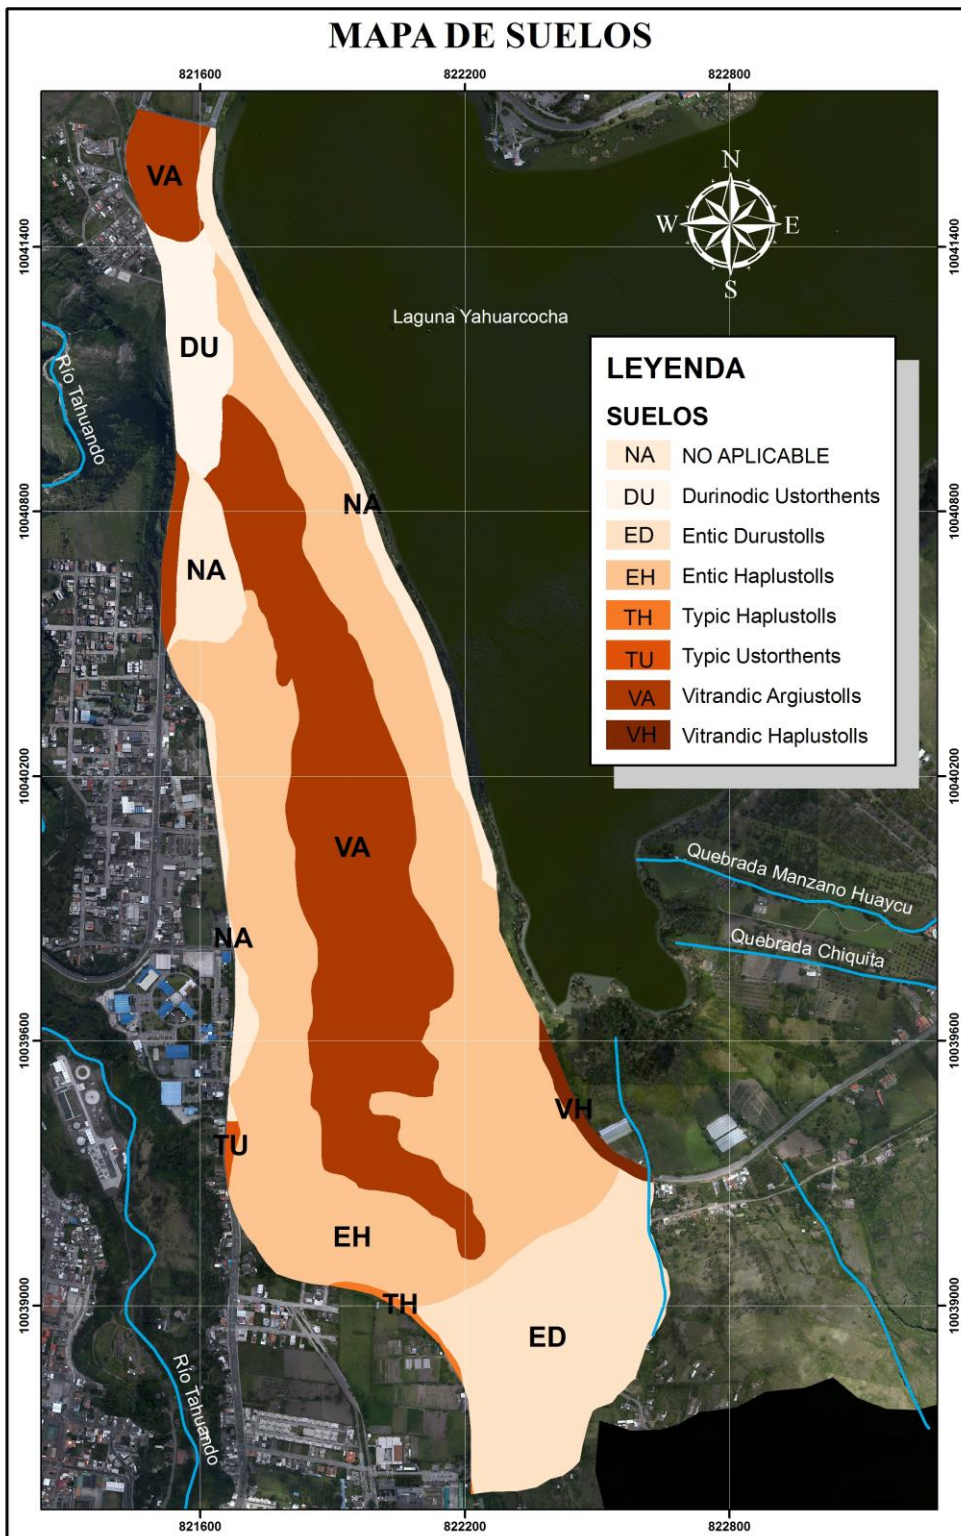 MAPA DE SUELOS
821600 822200 822800
VA
N
W E
S
10041400 10041400
Laguna Yahuarcocha
DU
Río Tahuando
LEYENDA
SUELOS
NA NO APLICABLE
DU Durinodic Ustorthents
ED Entic Durustolls
EH Entic Haplustolls
TH Typic Haplustolls
TU Typic Ustorthents
VA Vitrandic Argiustolls
VH Vitrandic Haplustolls
NA
10040800 10040800
NA
10040200 10040200
VA
Quebrada Manzano Huaycu
NA
Quebrada Chiquita
10039600 10039600
VH
TU
EH
TH
10039000 10039000
ED
Río Tahuando
821600 822200 822800